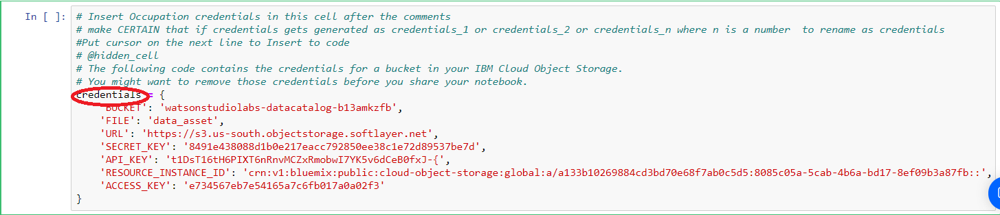 In [ ]: # Insert Occupation credentials in this cell after the comments
# make CERTAIN that if credentials gets generated as credentials_1 or credentials_2 or credentials_n where n is a number  to rename as credentials
#Put cursor on the next line to Insert to code
# @hidden_cell
# The following code contains the credentials for a bucket in your IBM Cloud Object Storage.
# You might want to remove those credentials before you share your notebook.
credentials = {
    'BUCKET': 'watsonstudiolabs-datacatalog-b13amkzfb',
    'FILE': 'data_asset',
    'URL': 'https://s3.us-south.objectstorage.softlayer.net',
    'SECRET_KEY': '8491e438088d1b0e217eacc792850ee38c1e72d89537be7d',
    'API_KEY': 't1DsT16tH6PIXT6nRnvMCZxRmobwI7YK5v6dCeB0fxJ-{',
    'RESOURCE_INSTANCE_ID': 'crn:v1:bluemix:public:cloud-object-storage:global:a/a133b10269884cd3bd70e68f7ab0c5d5:8085c05a-5cab-4b6a-bd17-8ef09b3a87fb::',
    'ACCESS_KEY': 'e734567eb7e54165a7c6fb017a0a02f3'
}